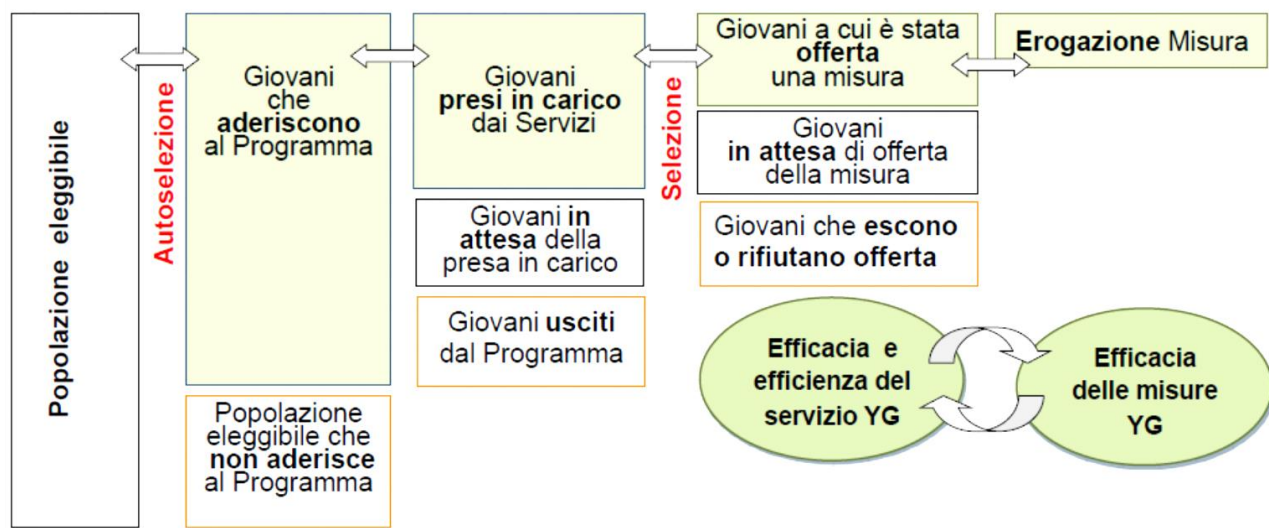 Popolazione eleggibile
Autoselezione
Giovani
che
aderiscono
al Programma
Popolazione
eleggibile che
non aderisce
al Programma
Giovani
presi in carico
dai Servizi
Giovani in
attesa della
presa in carico
Giovani usciti
dal Programma
Selezione
Giovani a cui è stata
offerta
una misura
Giovani
in attesa di offerta
della misura
Giovani che escono
o rifiutano offerta
Erogazione Misura
Efficacia e
efficienza del
servizio YG
Efficacia
delle misure
YG